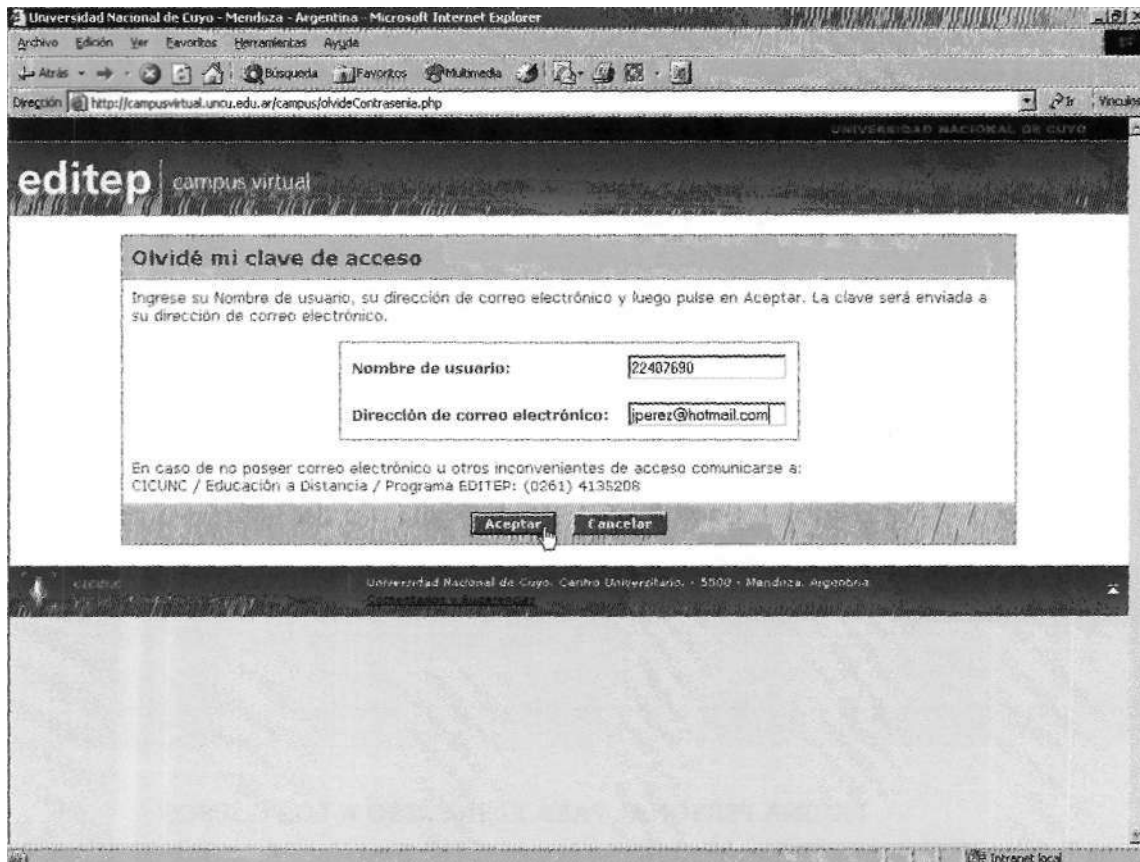 Universidad Nacional de Cuyo - Mendoza - Argentina - Microsoft Internet Explorer
Archivo Edición Ver Favoritos Herramientas Ayuda
Atrás Búsqueda Favoritos Multimedia
Dirección http://campusvirtual.uncu.edu.ar/campus/olvideContrasenia.php Ir Vínculos
UNIVERSIDAD NACIONAL DE CUYO
editep campus virtual
Olvidé mi clave de acceso
Ingrese su Nombre de usuario, su dirección de correo electrónico y luego pulse en Aceptar. La clave será enviada a
su dirección de correo electrónico.
Nombre de usuario: 22407690
Dirección de correo electrónico: jperez@hotmail.com
En caso de no poseer correo electrónico u otros inconvenientes de acceso comunicarse a:
CICUNC / Educación a Distancia / Programa EDITEP: (0261) 4135208
Aceptar Cancelar
CICUNC Universidad Nacional de Cuyo. Centro Universitario. - 5500 - Mendoza. Argentina
Comentarios y Sugerencias
Intranet local